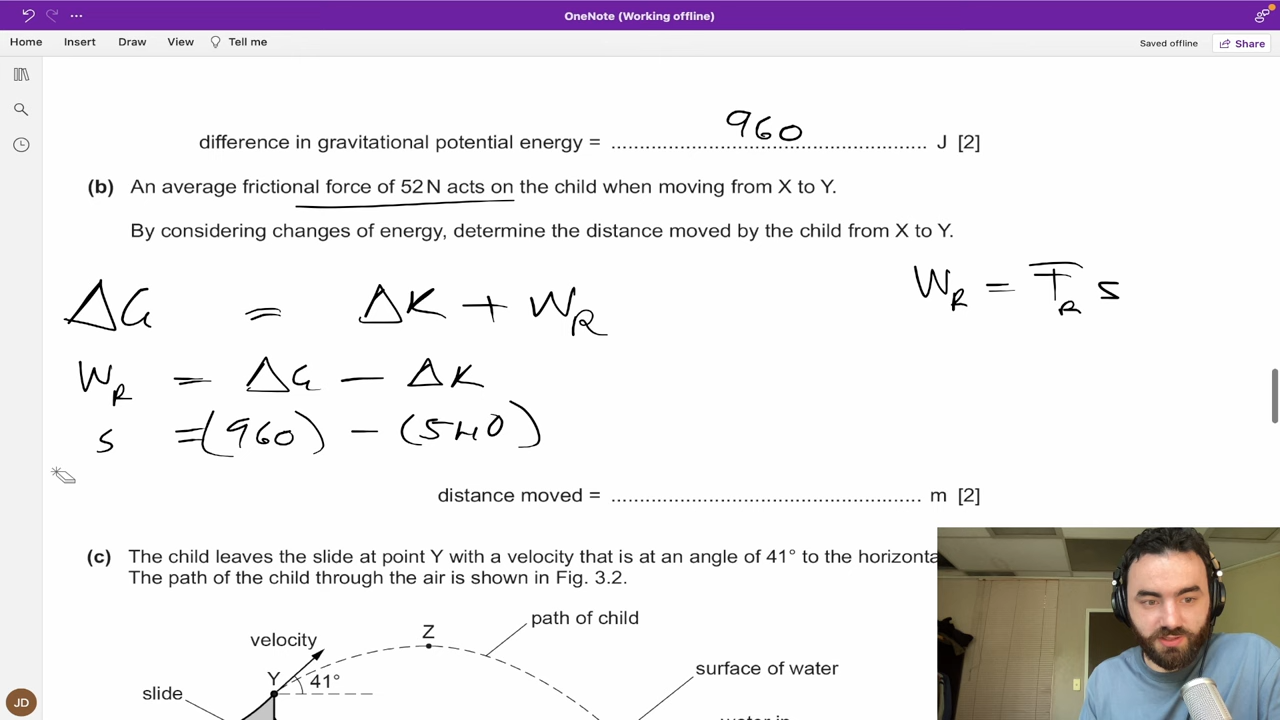 OneNote (Working offline)
Home Insert Draw View Tell me
Saved offline Share
960
difference in gravitational potential energy = .................................................... J [2]
(b) An average frictional force of 52 N acts on the child when moving from X to Y.
By considering changes of energy, determine the distance moved by the child from X to Y.
ΔG = ΔK + W_R
W_R = F_R s
W_R = ΔG − ΔK
s = (960) − (540)
distance moved = .................................................... m [2]
(c) The child leaves the slide at point Y with a velocity that is at an angle of 41° to the horizonta
The path of the child through the air is shown in Fig. 3.2.
path of child
velocity
Z
surface of water
Y
41°
slide
water in
JD